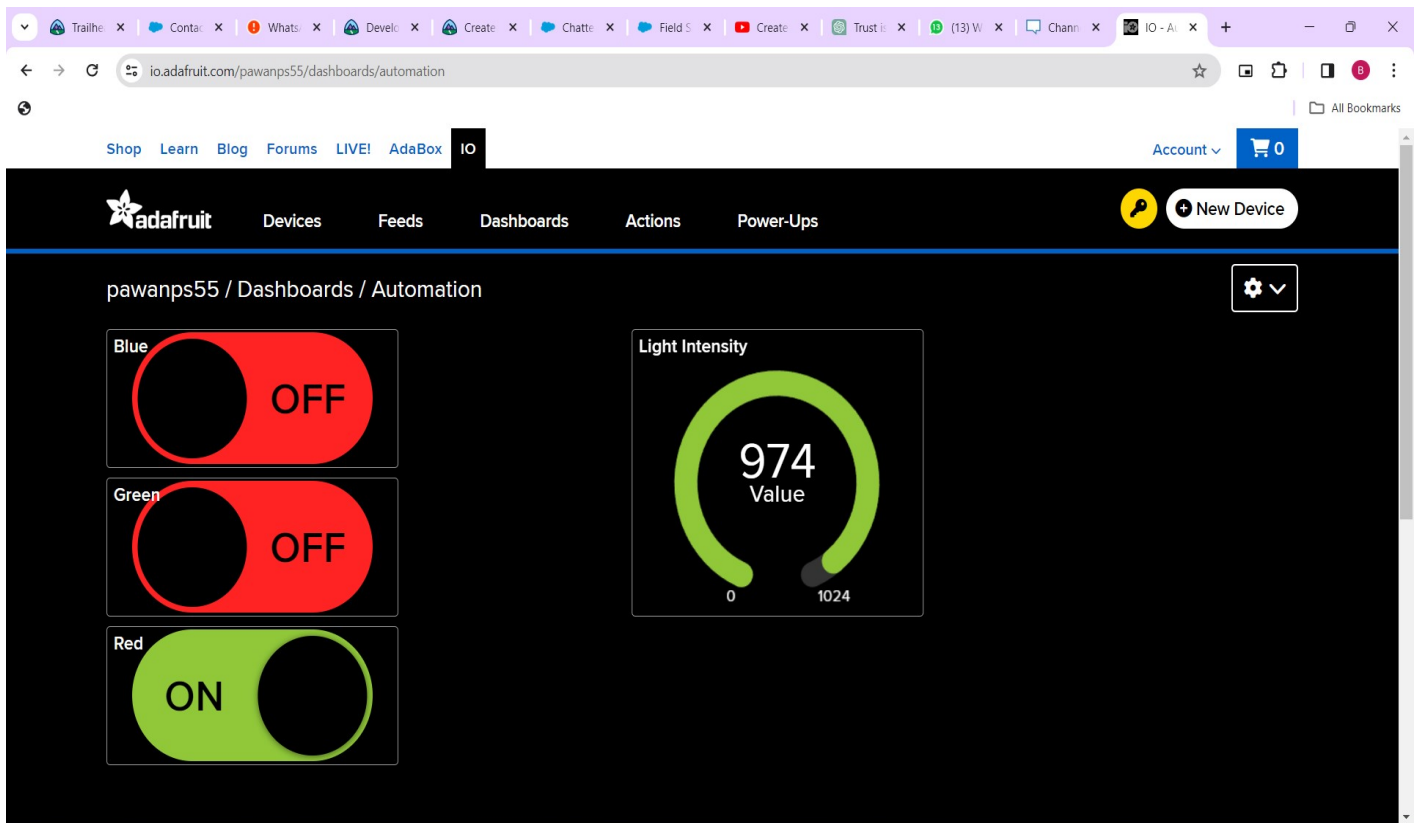 Trailhe Contac Whats Develo Create Chatte Field S Create Trust is (13) W Chann IO - Au
io.adafruit.com/pawanps55/dashboards/automation B
All Bookmarks
Shop Learn Blog Forums LIVE! AdaBox IO Account 0
adafruit Devices Feeds Dashboards Actions Power-Ups New Device
pawanps55 / Dashboards / Automation
Blue
OFF
Green
OFF
Red
ON
Light Intensity
974
Value
0 1024